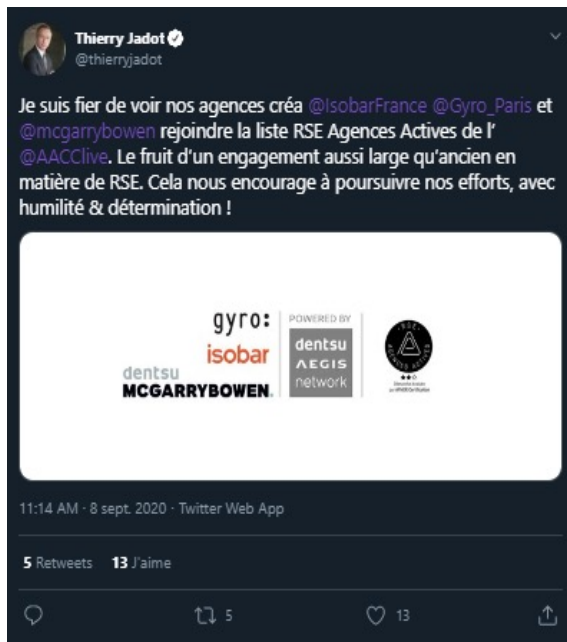 Thierry Jadot
@thierryjadot
Je suis fier de voir nos agences créa @IsobarFrance @Gyro_Paris et
@mcgarrybowen rejoindre la liste RSE Agences Actives de l'
@AACClive. Le fruit d'un engagement aussi large qu'ancien en
matière de RSE. Cela nous encourage à poursuivre nos efforts, avec
humilité & détermination !
gyro:
isobar
dentsu
MCGARRYBOWEN.
POWERED BY
dentsu
AEGIS
network
RSE
AGENCES ACTIVES
11:14 AM · 8 sept. 2020 · Twitter Web App
5 Retweets 13 J'aime
5 13